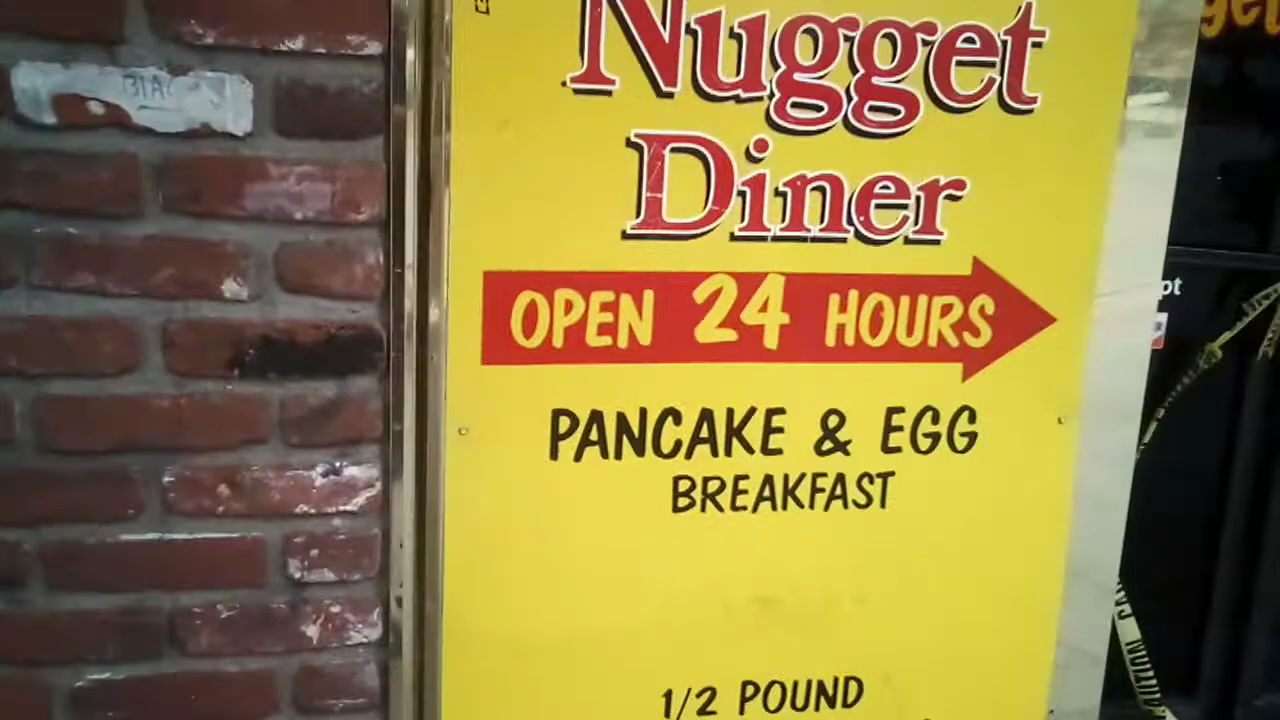 Nugget
Diner
OPEN 24 HOURS
PANCAKE & EGG
BREAKFAST
1/2 POUND